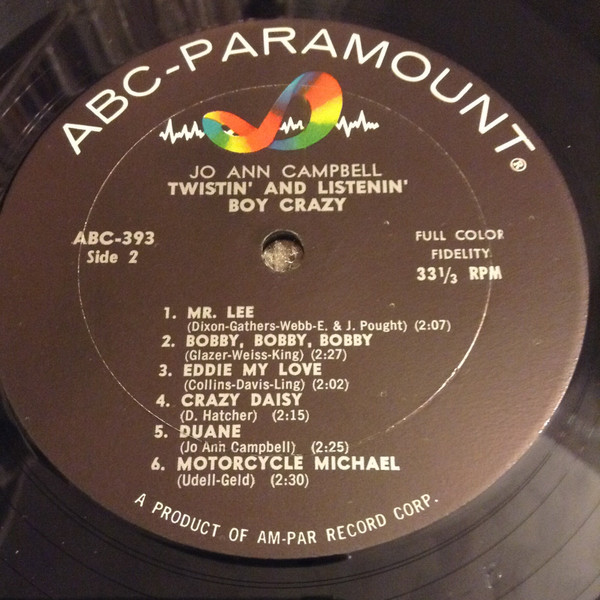 ABC-PARAMOUNT®
JO ANN CAMPBELL
TWISTIN' AND LISTENIN'
BOY CRAZY
ABC-393
Side 2
FULL COLOR
FIDELITY
33 1/3 RPM
1. MR. LEE
(Dixon-Gathers-Webb-E. & J. Pought) (2:07)
2. BOBBY, BOBBY, BOBBY
(Glazer-Weiss-King) (2:27)
3. EDDIE MY LOVE
(Collins-Davis-Ling) (2:02)
4. CRAZY DAISY
(D. Hatcher) (2:15)
5. DUANE
(Jo Ann Campbell) (2:25)
6. MOTORCYCLE MICHAEL
(Udell-Geld) (2:30)
A PRODUCT OF AM-PAR RECORD CORP.